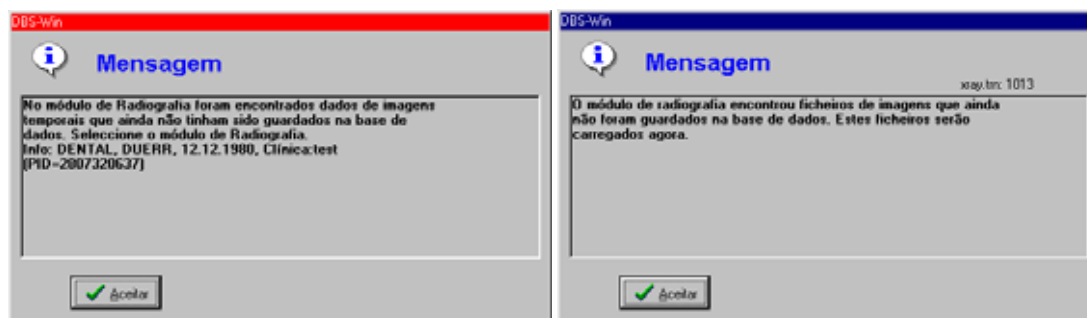 DBS-Win
Mensagem
No módulo de Radiografia foram encontrados dados de imagens
temporais que ainda não tinham sido guardados na base de
dados. Seleccione o módulo de Radiografia.
Info: DENTAL, DUERR, 12.12.1980, Clínica:test
(PID=2807320637)
Aceitar
DBS-Win
Mensagem
xray.trn: 1013
O módulo de radiografia encontrou ficheiros de imagens que ainda
não foram guardados na base de dados. Estes ficheiros serão
carregados agora.
Aceitar